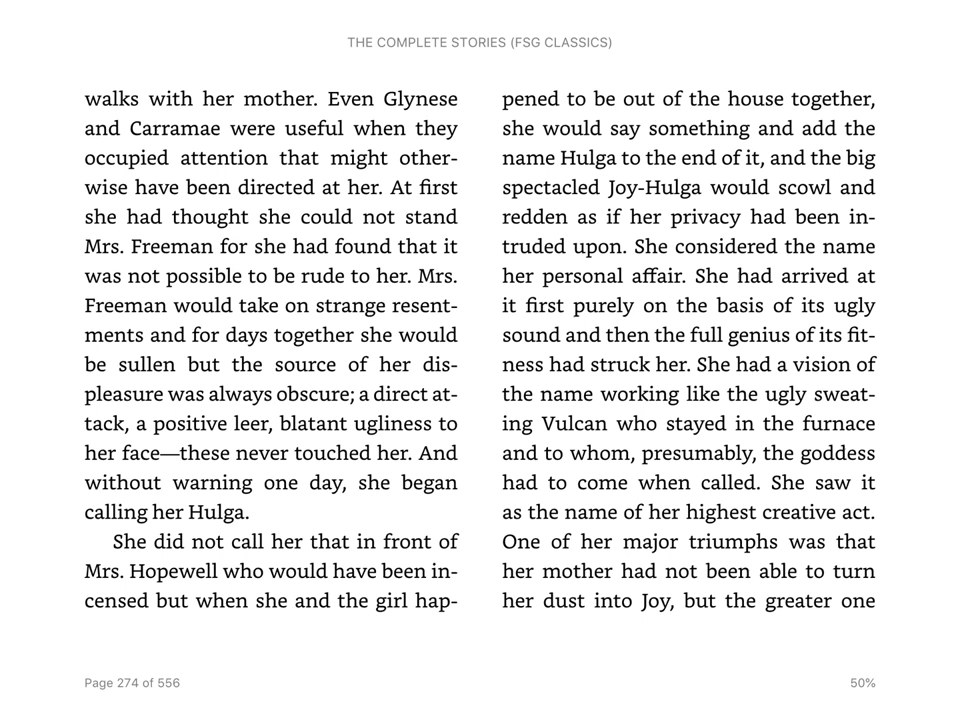 THE COMPLETE STORIES (FSG CLASSICS)
walks with her mother. Even Glynese
and Carramae were useful when they
occupied attention that might other-
wise have been directed at her. At first
she had thought she could not stand
Mrs. Freeman for she had found that it
was not possible to be rude to her. Mrs.
Freeman would take on strange resent-
ments and for days together she would
be sullen but the source of her dis-
pleasure was always obscure; a direct at-
tack, a positive leer, blatant ugliness to
her face—these never touched her. And
without warning one day, she began
calling her Hulga.
She did not call her that in front of
Mrs. Hopewell who would have been in-
censed but when she and the girl hap-
pened to be out of the house together,
she would say something and add the
name Hulga to the end of it, and the big
spectacled Joy-Hulga would scowl and
redden as if her privacy had been in-
truded upon. She considered the name
her personal affair. She had arrived at
it first purely on the basis of its ugly
sound and then the full genius of its fit-
ness had struck her. She had a vision of
the name working like the ugly sweat-
ing Vulcan who stayed in the furnace
and to whom, presumably, the goddess
had to come when called. She saw it
as the name of her highest creative act.
One of her major triumphs was that
her mother had not been able to turn
her dust into Joy, but the greater one
Page 274 of 556
50%